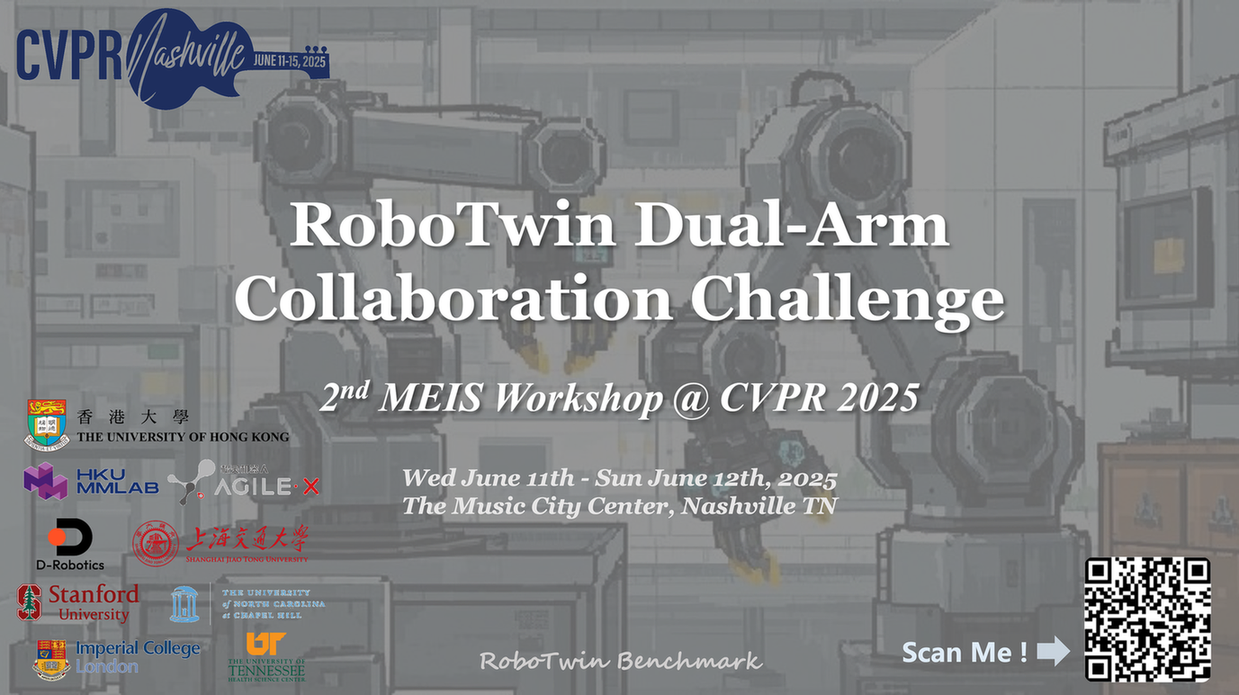 CVPR Nashville JUNE 11-15, 2025
RoboTwin Dual-Arm
Collaboration Challenge
2nd MEIS Workshop @ CVPR 2025
Wed June 11th - Sun June 12th, 2025
The Music City Center, Nashville TN
香港大學
THE UNIVERSITY OF HONG KONG
HKU
MMLAB
AGILE·X
D-Robotics
上海交通大学
SHANGHAI JIAO TONG UNIVERSITY
Stanford
University
THE UNIVERSITY
of NORTH CAROLINA
at CHAPEL HILL
Imperial College
London
UT
THE UNIVERSITY OF
TENNESSEE
HEALTH SCIENCE CENTER
RoboTwin Benchmark
Scan Me !